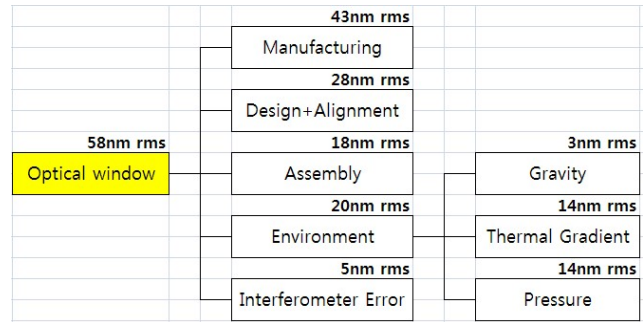 43nm rms
Manufacturing
28nm rms
Design+Alignment
58nm rms 18nm rms 3nm rms
Optical window Assembly Gravity
20nm rms 14nm rms
Environment Thermal Gradient
5nm rms 14nm rms
Interferometer Error Pressure